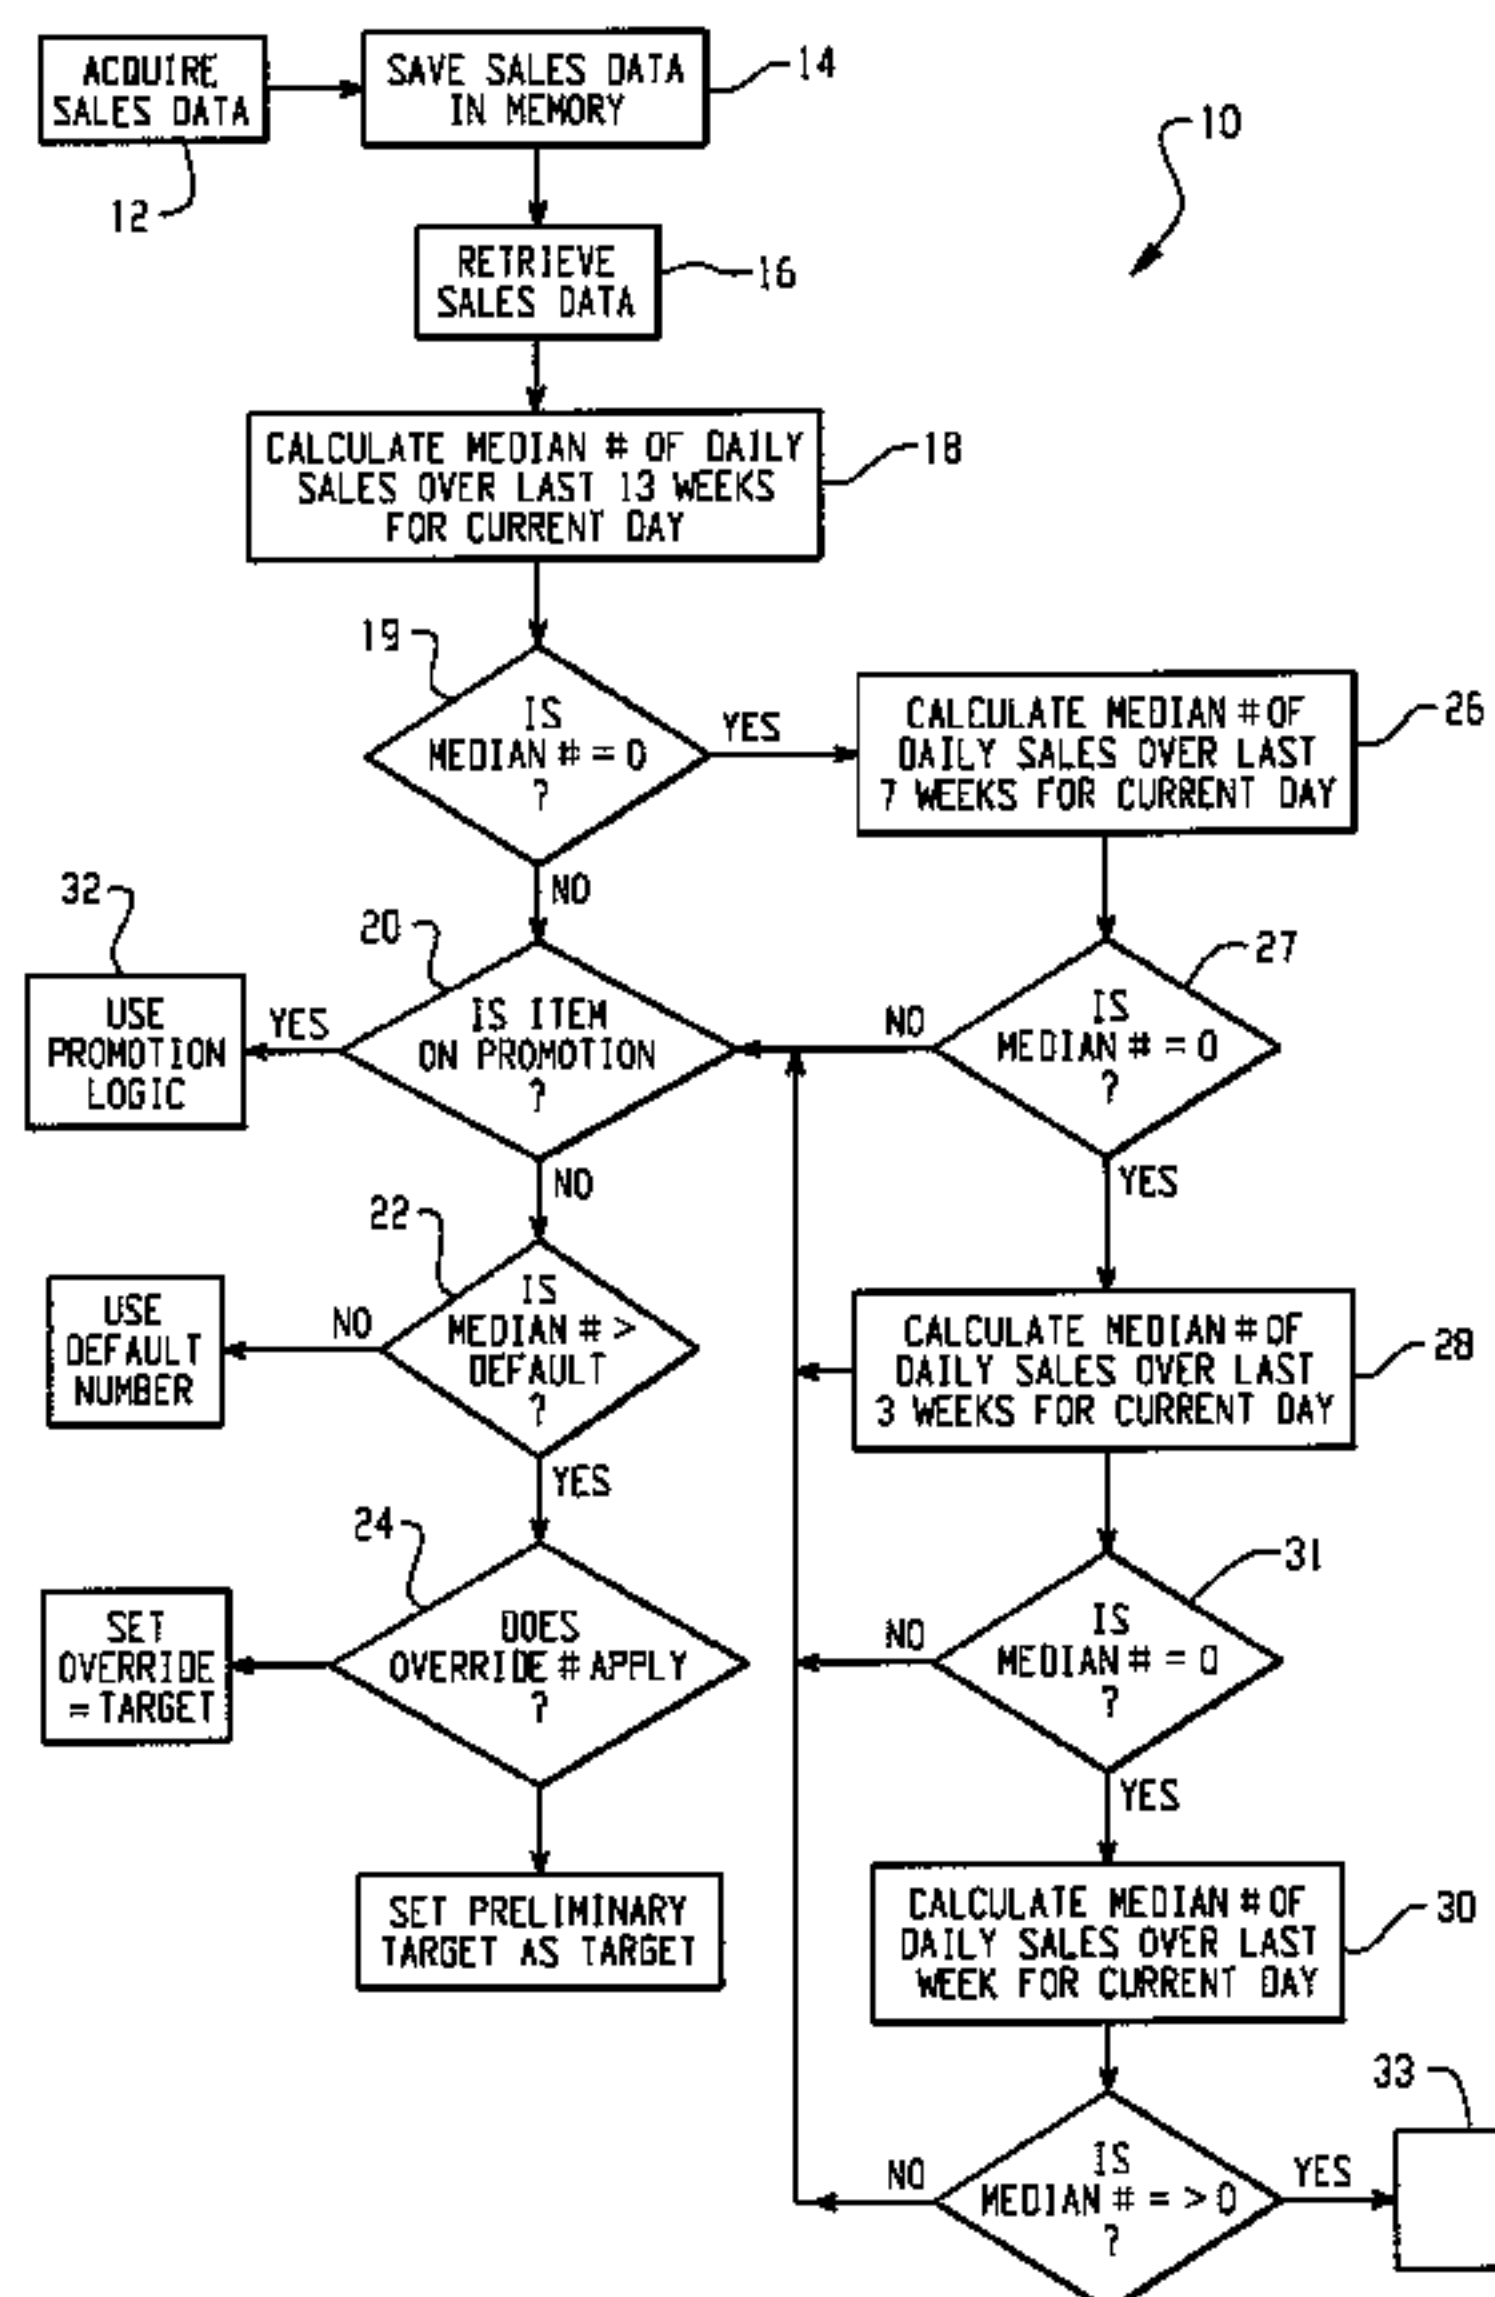 ACQUIRE
SALES DATA
12
SAVE SALES DATA
IN MEMORY
14
10
RETRIEVE
SALES DATA
16
CALCULATE MEDIAN # OF DAILY
SALES OVER LAST 13 WEEKS
FOR CURRENT DAY
18
19
IS
MEDIAN # = 0
?
YES
NO
CALCULATE MEDIAN # OF
DAILY SALES OVER LAST
7 WEEKS FOR CURRENT DAY
26
32
USE
PROMOTION
LOGIC
YES
20
IS ITEM
ON PROMOTION
?
NO
NO
27
IS
MEDIAN # = 0
?
YES
22
IS
MEDIAN # >
DEFAULT
?
NO
YES
USE
DEFAULT
NUMBER
CALCULATE MEDIAN # OF
DAILY SALES OVER LAST
3 WEEKS FOR CURRENT DAY
28
24
DOES
OVERRIDE # APPLY
?
SET
OVERRIDE
= TARGET
31
IS
MEDIAN # = 0
?
NO
YES
SET PRELIMINARY
TARGET AS TARGET
CALCULATE MEDIAN # OF
DAILY SALES OVER LAST
WEEK FOR CURRENT DAY
30
33
IS
MEDIAN # = > 0
?
NO
YES